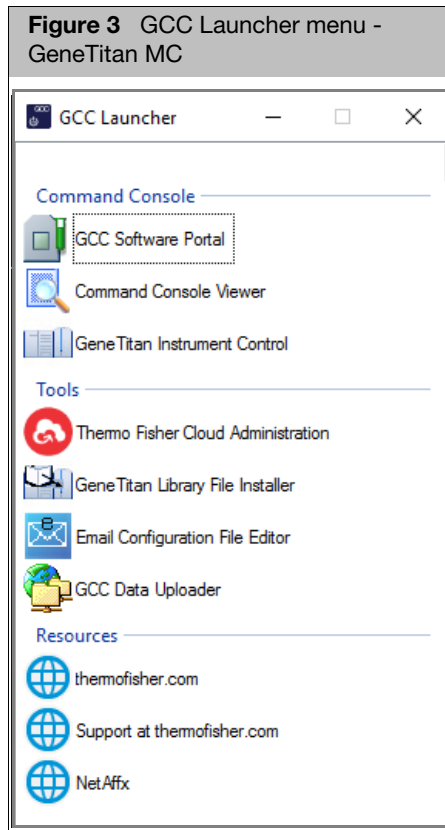 Figure 3 GCC Launcher menu -
GeneTitan MC
GCC
GCC Launcher
Command Console
GCC Software Portal
Command Console Viewer
GeneTitan Instrument Control
Tools
Thermo Fisher Cloud Administration
GeneTitan Library File Installer
Email Configuration File Editor
GCC Data Uploader
Resources
thermofisher.com
Support at thermofisher.com
NetAffx